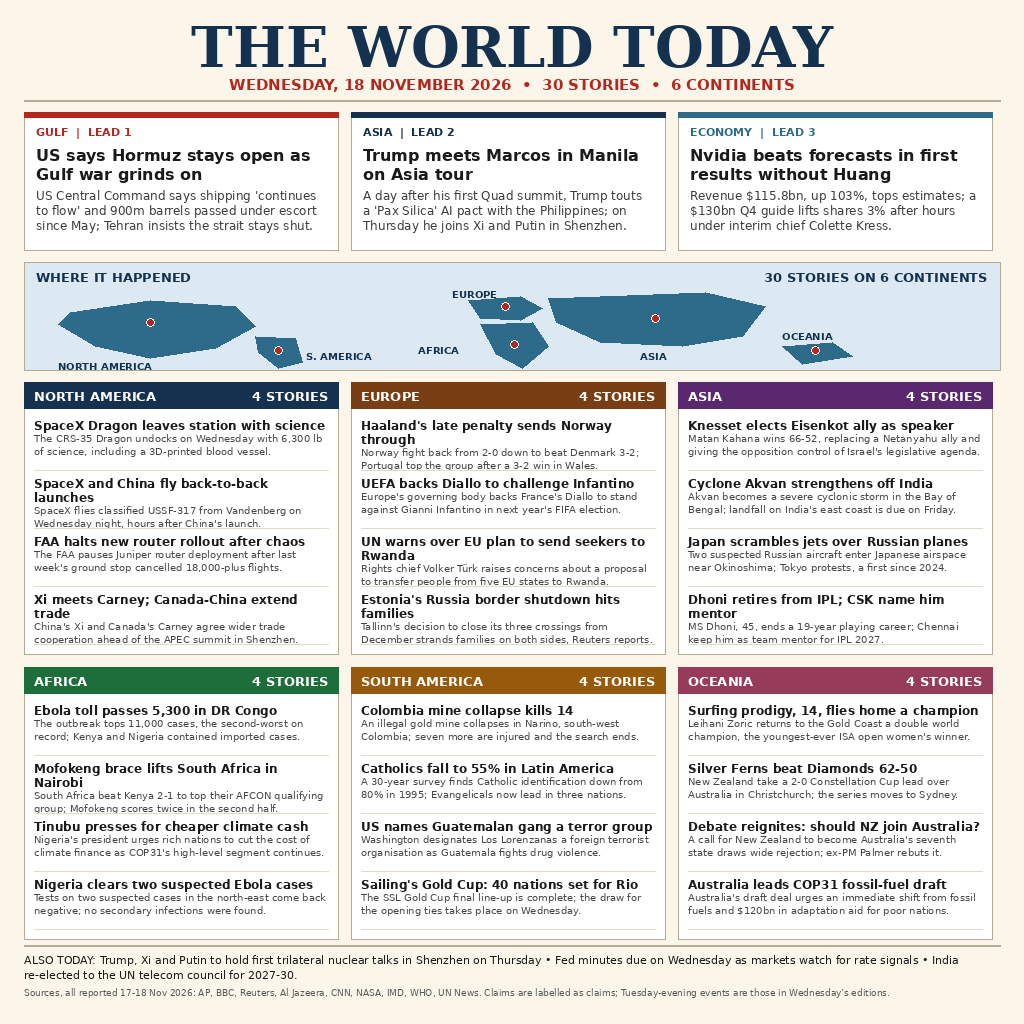 THE WORLD TODAY
WEDNESDAY, 18 NOVEMBER 2026 • 30 STORIES • 6 CONTINENTS
GULF | LEAD 1
US says Hormuz stays open as
Gulf war grinds on
US Central Command says shipping 'continues
to flow' and 900m barrels passed under escort
since May; Tehran insists the strait stays shut.
ASIA | LEAD 2
Trump meets Marcos in Manila
on Asia tour
A day after his first Quad summit, Trump touts
a 'Pax Silica' AI pact with the Philippines; on
Thursday he joins Xi and Putin in Shenzhen.
ECONOMY | LEAD 3
Nvidia beats forecasts in first
results without Huang
Revenue $115.8bn, up 103%, tops estimates; a
$130bn Q4 guide lifts shares 3% after hours
under interim chief Colette Kress.
WHERE IT HAPPENED
30 STORIES ON 6 CONTINENTS
NORTH AMERICA
S. AMERICA
EUROPE
AFRICA
ASIA
OCEANIA
NORTH AMERICA 4 STORIES
SpaceX Dragon leaves station with science
The CRS-35 Dragon undocks on Wednesday with 6,300 lb
of science, including a 3D-printed blood vessel.
SpaceX and China fly back-to-back
launches
SpaceX flies classified USSF-317 from Vandenberg on
Wednesday night, hours after China's launch.
FAA halts new router rollout after chaos
The FAA pauses Juniper router deployment after last
week's ground stop cancelled 18,000-plus flights.
Xi meets Carney; Canada-China extend
trade
China's Xi and Canada's Carney agree wider trade
cooperation ahead of the APEC summit in Shenzhen.
EUROPE 4 STORIES
Haaland's late penalty sends Norway
through
Norway fight back from 2-0 down to beat Denmark 3-2;
Portugal top the group after a 3-2 win in Wales.
UEFA backs Diallo to challenge Infantino
Europe's governing body backs France's Diallo to stand
against Gianni Infantino in next year's FIFA election.
UN warns over EU plan to send seekers to
Rwanda
Rights chief Volker Türk raises concerns about a proposal
to transfer people from five EU states to Rwanda.
Estonia's Russia border shutdown hits
families
Tallinn's decision to close its three crossings from
December strands families on both sides, Reuters reports.
ASIA 4 STORIES
Knesset elects Eisenkot ally as speaker
Matan Kahana wins 66-52, replacing a Netanyahu ally and
giving the opposition control of Israel's legislative agenda.
Cyclone Akvan strengthens off India
Akvan becomes a severe cyclonic storm in the Bay of
Bengal; landfall on India's east coast is due on Friday.
Japan scrambles jets over Russian planes
Two suspected Russian aircraft enter Japanese airspace
near Okinoshima; Tokyo protests, a first since 2024.
Dhoni retires from IPL; CSK name him
mentor
MS Dhoni, 45, ends a 19-year playing career; Chennai
keep him as team mentor for IPL 2027.
AFRICA 4 STORIES
Ebola toll passes 5,300 in DR Congo
The outbreak tops 11,000 cases, the second-worst on
record; Kenya and Nigeria contained imported cases.
Mofokeng brace lifts South Africa in
Nairobi
South Africa beat Kenya 2-1 to top their AFCON qualifying
group; Mofokeng scores twice in the second half.
Tinubu presses for cheaper climate cash
Nigeria's president urges rich nations to cut the cost of
climate finance as COP31's high-level segment continues.
Nigeria clears two suspected Ebola cases
Tests on two suspected cases in the north-east come back
negative; no secondary infections were found.
SOUTH AMERICA 4 STORIES
Colombia mine collapse kills 14
An illegal gold mine collapses in Narino, south-west
Colombia; seven more are injured and the search ends.
Catholics fall to 55% in Latin America
A 30-year survey finds Catholic identification down from
80% in 1995; Evangelicals now lead in three nations.
US names Guatemalan gang a terror group
Washington designates Los Lorenzanas a foreign terrorist
organisation as Guatemala fights drug violence.
Sailing's Gold Cup: 40 nations set for Rio
The SSL Gold Cup final line-up is complete; the draw for
the opening ties takes place on Wednesday.
OCEANIA 4 STORIES
Surfing prodigy, 14, flies home a champion
Leihani Zoric returns to the Gold Coast a double world
champion, the youngest-ever ISA open women's winner.
Silver Ferns beat Diamonds 62-50
New Zealand take a 2-0 Constellation Cup lead over
Australia in Christchurch; the series moves to Sydney.
Debate reignites: should NZ join Australia?
A call for New Zealand to become Australia's seventh
state draws wide rejection; ex-PM Palmer rebuts it.
Australia leads COP31 fossil-fuel draft
Australia's draft deal urges an immediate shift from fossil
fuels and $120bn in adaptation aid for poor nations.
ALSO TODAY: Trump, Xi and Putin to hold first trilateral nuclear talks in Shenzhen on Thursday • Fed minutes due on Wednesday as markets watch for rate signals • India
re-elected to the UN telecom council for 2027-30.
Sources, all reported 17-18 Nov 2026: AP, BBC, Reuters, Al Jazeera, CNN, NASA, IMD, WHO, UN News. Claims are labelled as claims; Tuesday-evening events are those in Wednesday's editions.